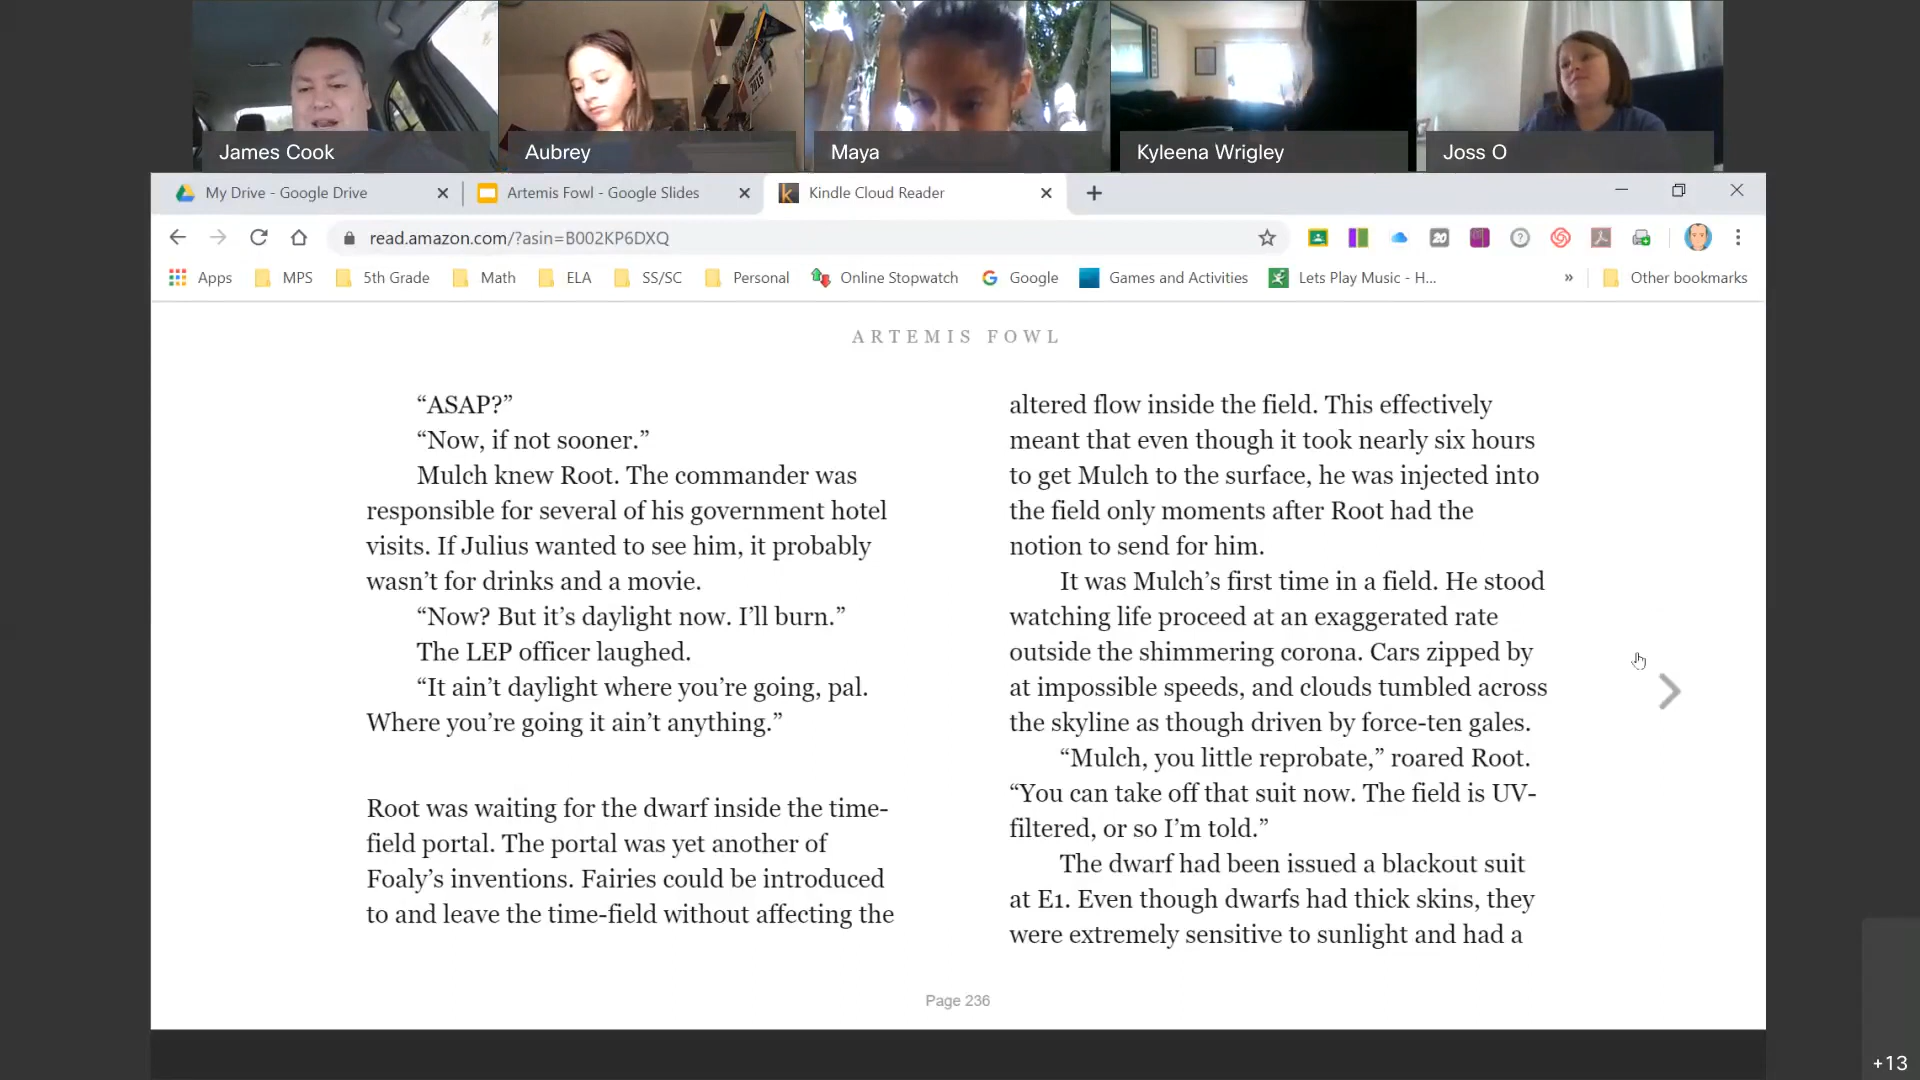 2015
James Cook
Aubrey
Maya
Kyleena Wrigley
Joss O
My Drive - Google Drive
Artemis Fowl - Google Slides
Kindle Cloud Reader
read.amazon.com/?asin=B002KP6DXQ
20
Apps
MPS
5th Grade
Math
ELA
SS/SC
Personal
Online Stopwatch
Google
Games and Activities
Lets Play Music - H...
»
Other bookmarks
ARTEMIS FOWL
“ASAP?”
“Now, if not sooner.”
Mulch knew Root. The commander was
responsible for several of his government hotel
visits. If Julius wanted to see him, it probably
wasn’t for drinks and a movie.
“Now? But it’s daylight now. I’ll burn.”
The LEP officer laughed.
“It ain’t daylight where you’re going, pal.
Where you’re going it ain’t anything.”
Root was waiting for the dwarf inside the time-
field portal. The portal was yet another of
Foaly’s inventions. Fairies could be introduced
to and leave the time-field without affecting the
altered flow inside the field. This effectively
meant that even though it took nearly six hours
to get Mulch to the surface, he was injected into
the field only moments after Root had the
notion to send for him.
It was Mulch’s first time in a field. He stood
watching life proceed at an exaggerated rate
outside the shimmering corona. Cars zipped by
at impossible speeds, and clouds tumbled across
the skyline as though driven by force-ten gales.
“Mulch, you little reprobate,” roared Root.
“You can take off that suit now. The field is UV-
filtered, or so I’m told.”
The dwarf had been issued a blackout suit
at E1. Even though dwarfs had thick skins, they
were extremely sensitive to sunlight and had a
Page 236
+13